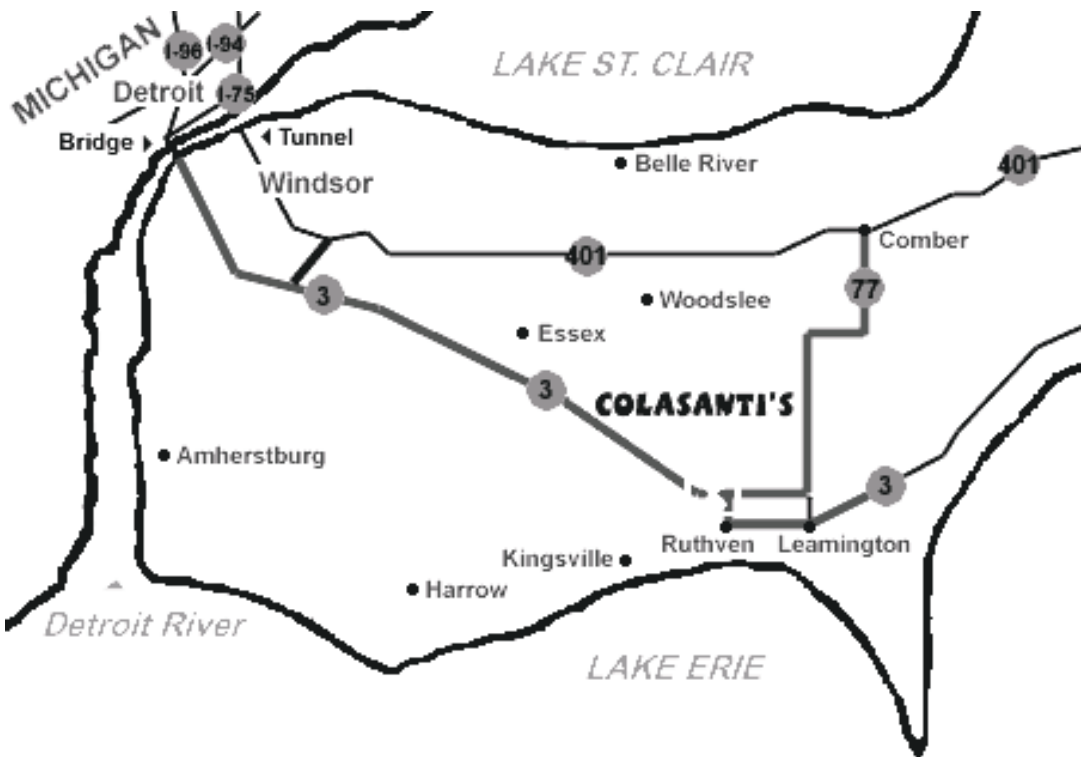 MICHIGAN
I-96
I-94
Detroit
I-75
LAKE ST. CLAIR
Bridge
Tunnel
Windsor
Belle River
401
Comber
401
77
3
Woodslee
Essex
3
COLASANTI'S
Amherstburg
3
Ruthven
Leamington
Kingsville
Harrow
Detroit River
LAKE ERIE